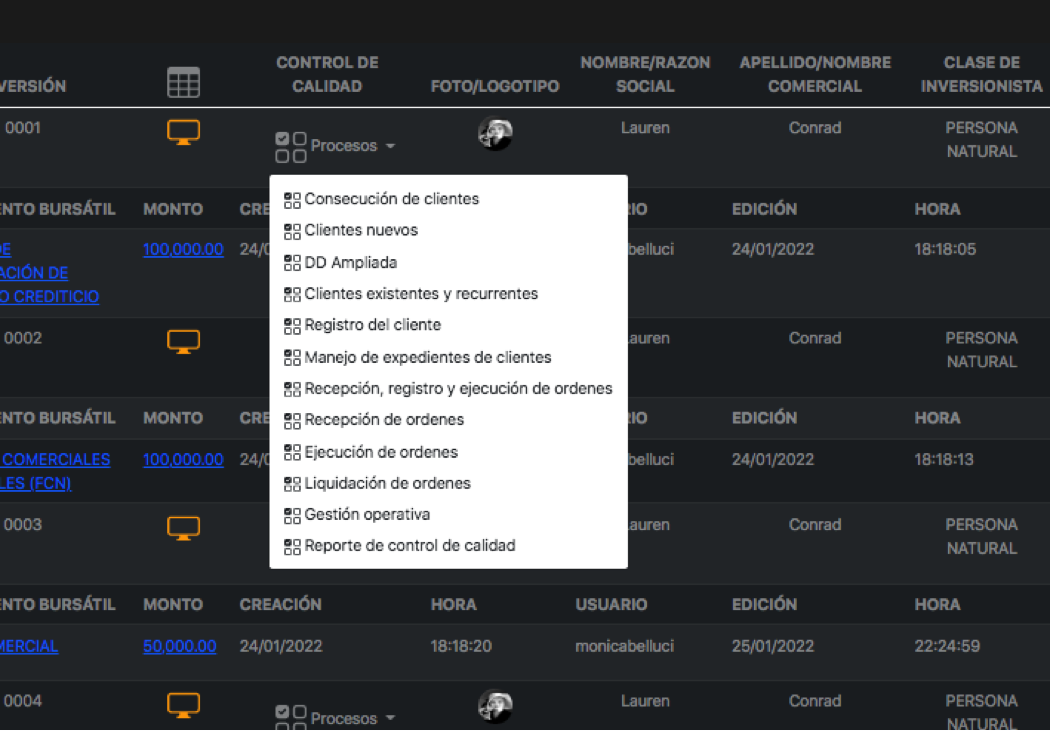 VERSIÓN
CONTROL DE
CALIDAD
FOTO/LOGOTIPO
NOMBRE/RAZON
SOCIAL
APELLIDO/NOMBRE
COMERCIAL
CLASE DE
INVERSIONISTA
0001
Procesos
Lauren
Conrad
PERSONA
NATURAL
Consecución de clientes
Clientes nuevos
DD Ampliada
Clientes existentes y recurrentes
Registro del cliente
Manejo de expedientes de clientes
Recepción, registro y ejecución de ordenes
Recepción de ordenes
Ejecución de ordenes
Liquidación de ordenes
Gestión operativa
Reporte de control de calidad
NTO BURSÁTIL MONTO CRE IO EDICIÓN HORA
DE
ACIÓN DE
O CREDITICIO
100,000.00 24/0 belluci 24/01/2022 18:18:05
0002 auren Conrad
PERSONA
NATURAL
NTO BURSÁTIL MONTO CRE IO EDICIÓN HORA
COMERCIALES
LES (FCN)
100,000.00 24/0 belluci 24/01/2022 18:18:13
0003 auren Conrad
PERSONA
NATURAL
NTO BURSÁTIL MONTO CREACIÓN HORA USUARIO EDICIÓN HORA
MERCIAL 50,000.00 24/01/2022 18:18:20 monicabelluci 25/01/2022 22:24:59
0004 Procesos Lauren Conrad
PERSONA
NATURAL